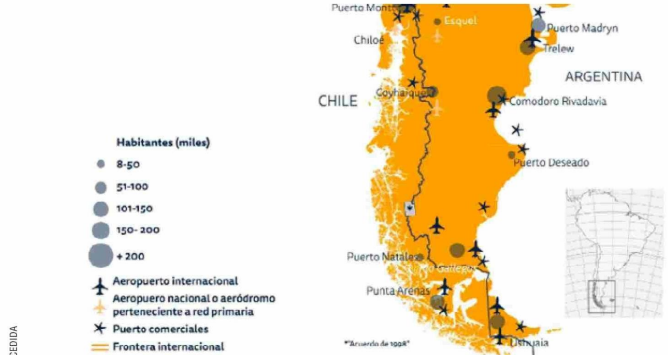 Puerto Montt
Esquel
Puerto Madryn
Chiloé
Trelew
ARGENTINA
Coyhaique
CHILE
Comodoro Rivadavia
Habitantes (miles)
8-50
Puerto Deseado
51-100
101-150
150- 200
+ 200
Puerto Natales
Río Gallegos
Aeropuerto internacional
Puerto Arenas
Aeropuero nacional o aeródromo
perteneciente a red primaria
Puerto comerciales
Frontera internacional
*"Acuerdo de 1998"
Ushuaia
CEDIDA